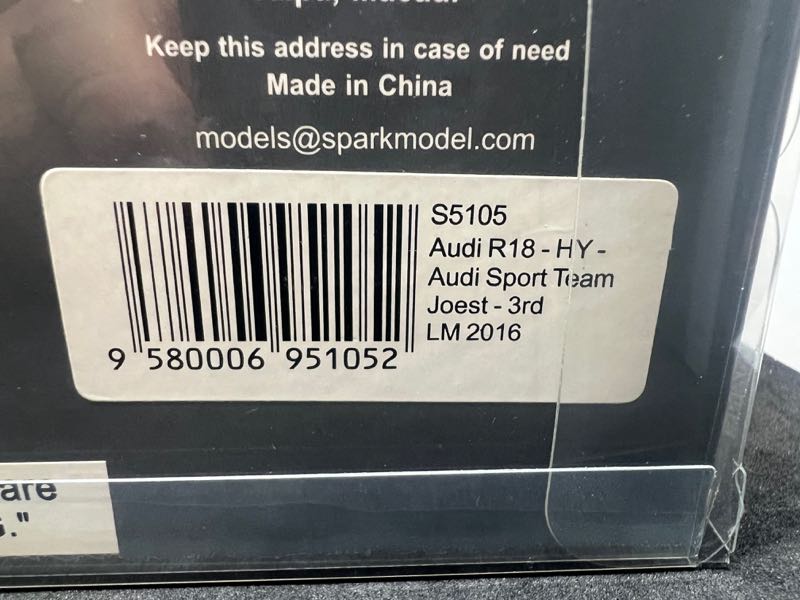 Keep this address in case of need
Made in China
models@sparkmodel.com
S5105
Audi R18 - HY -
Audi Sport Team
Joest - 3rd
LM 2016
9 580006 951052
are
."